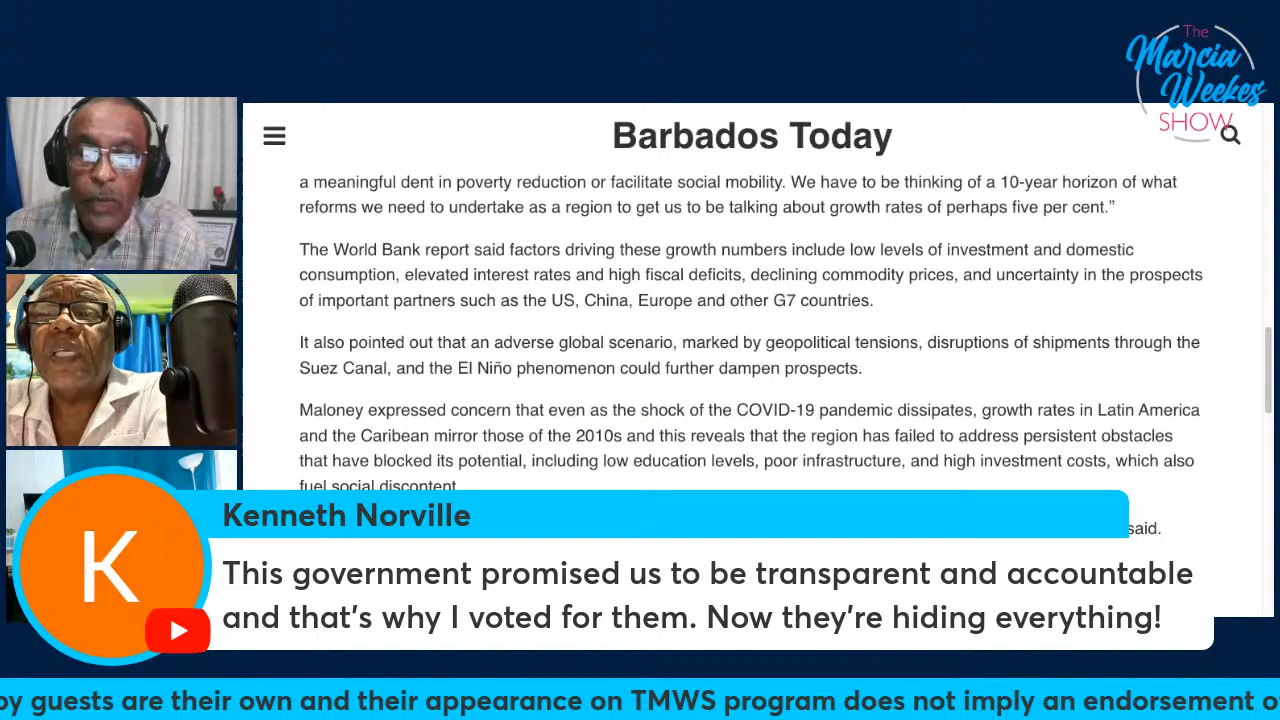 The
Marcia
Weekes
SHOW
Barbados Today
a meaningful dent in poverty reduction or facilitate social mobility. We have to be thinking of a 10-year horizon of what
reforms we need to undertake as a region to get us to be talking about growth rates of perhaps five per cent.”
The World Bank report said factors driving these growth numbers include low levels of investment and domestic
consumption, elevated interest rates and high fiscal deficits, declining commodity prices, and uncertainty in the prospects
of important partners such as the US, China, Europe and other G7 countries.
It also pointed out that an adverse global scenario, marked by geopolitical tensions, disruptions of shipments through the
Suez Canal, and the El Niño phenomenon could further dampen prospects.
Maloney expressed concern that even as the shock of the COVID-19 pandemic dissipates, growth rates in Latin America
and the Caribean mirror those of the 2010s and this reveals that the region has failed to address persistent obstacles
that have blocked its potential, including low education levels, poor infrastructure, and high investment costs, which also
fuel social discontent
said.
K
Kenneth Norville
This government promised us to be transparent and accountable
and that's why I voted for them. Now they're hiding everything!
by guests are their own and their appearance on TMWS program does not imply an endorsement o